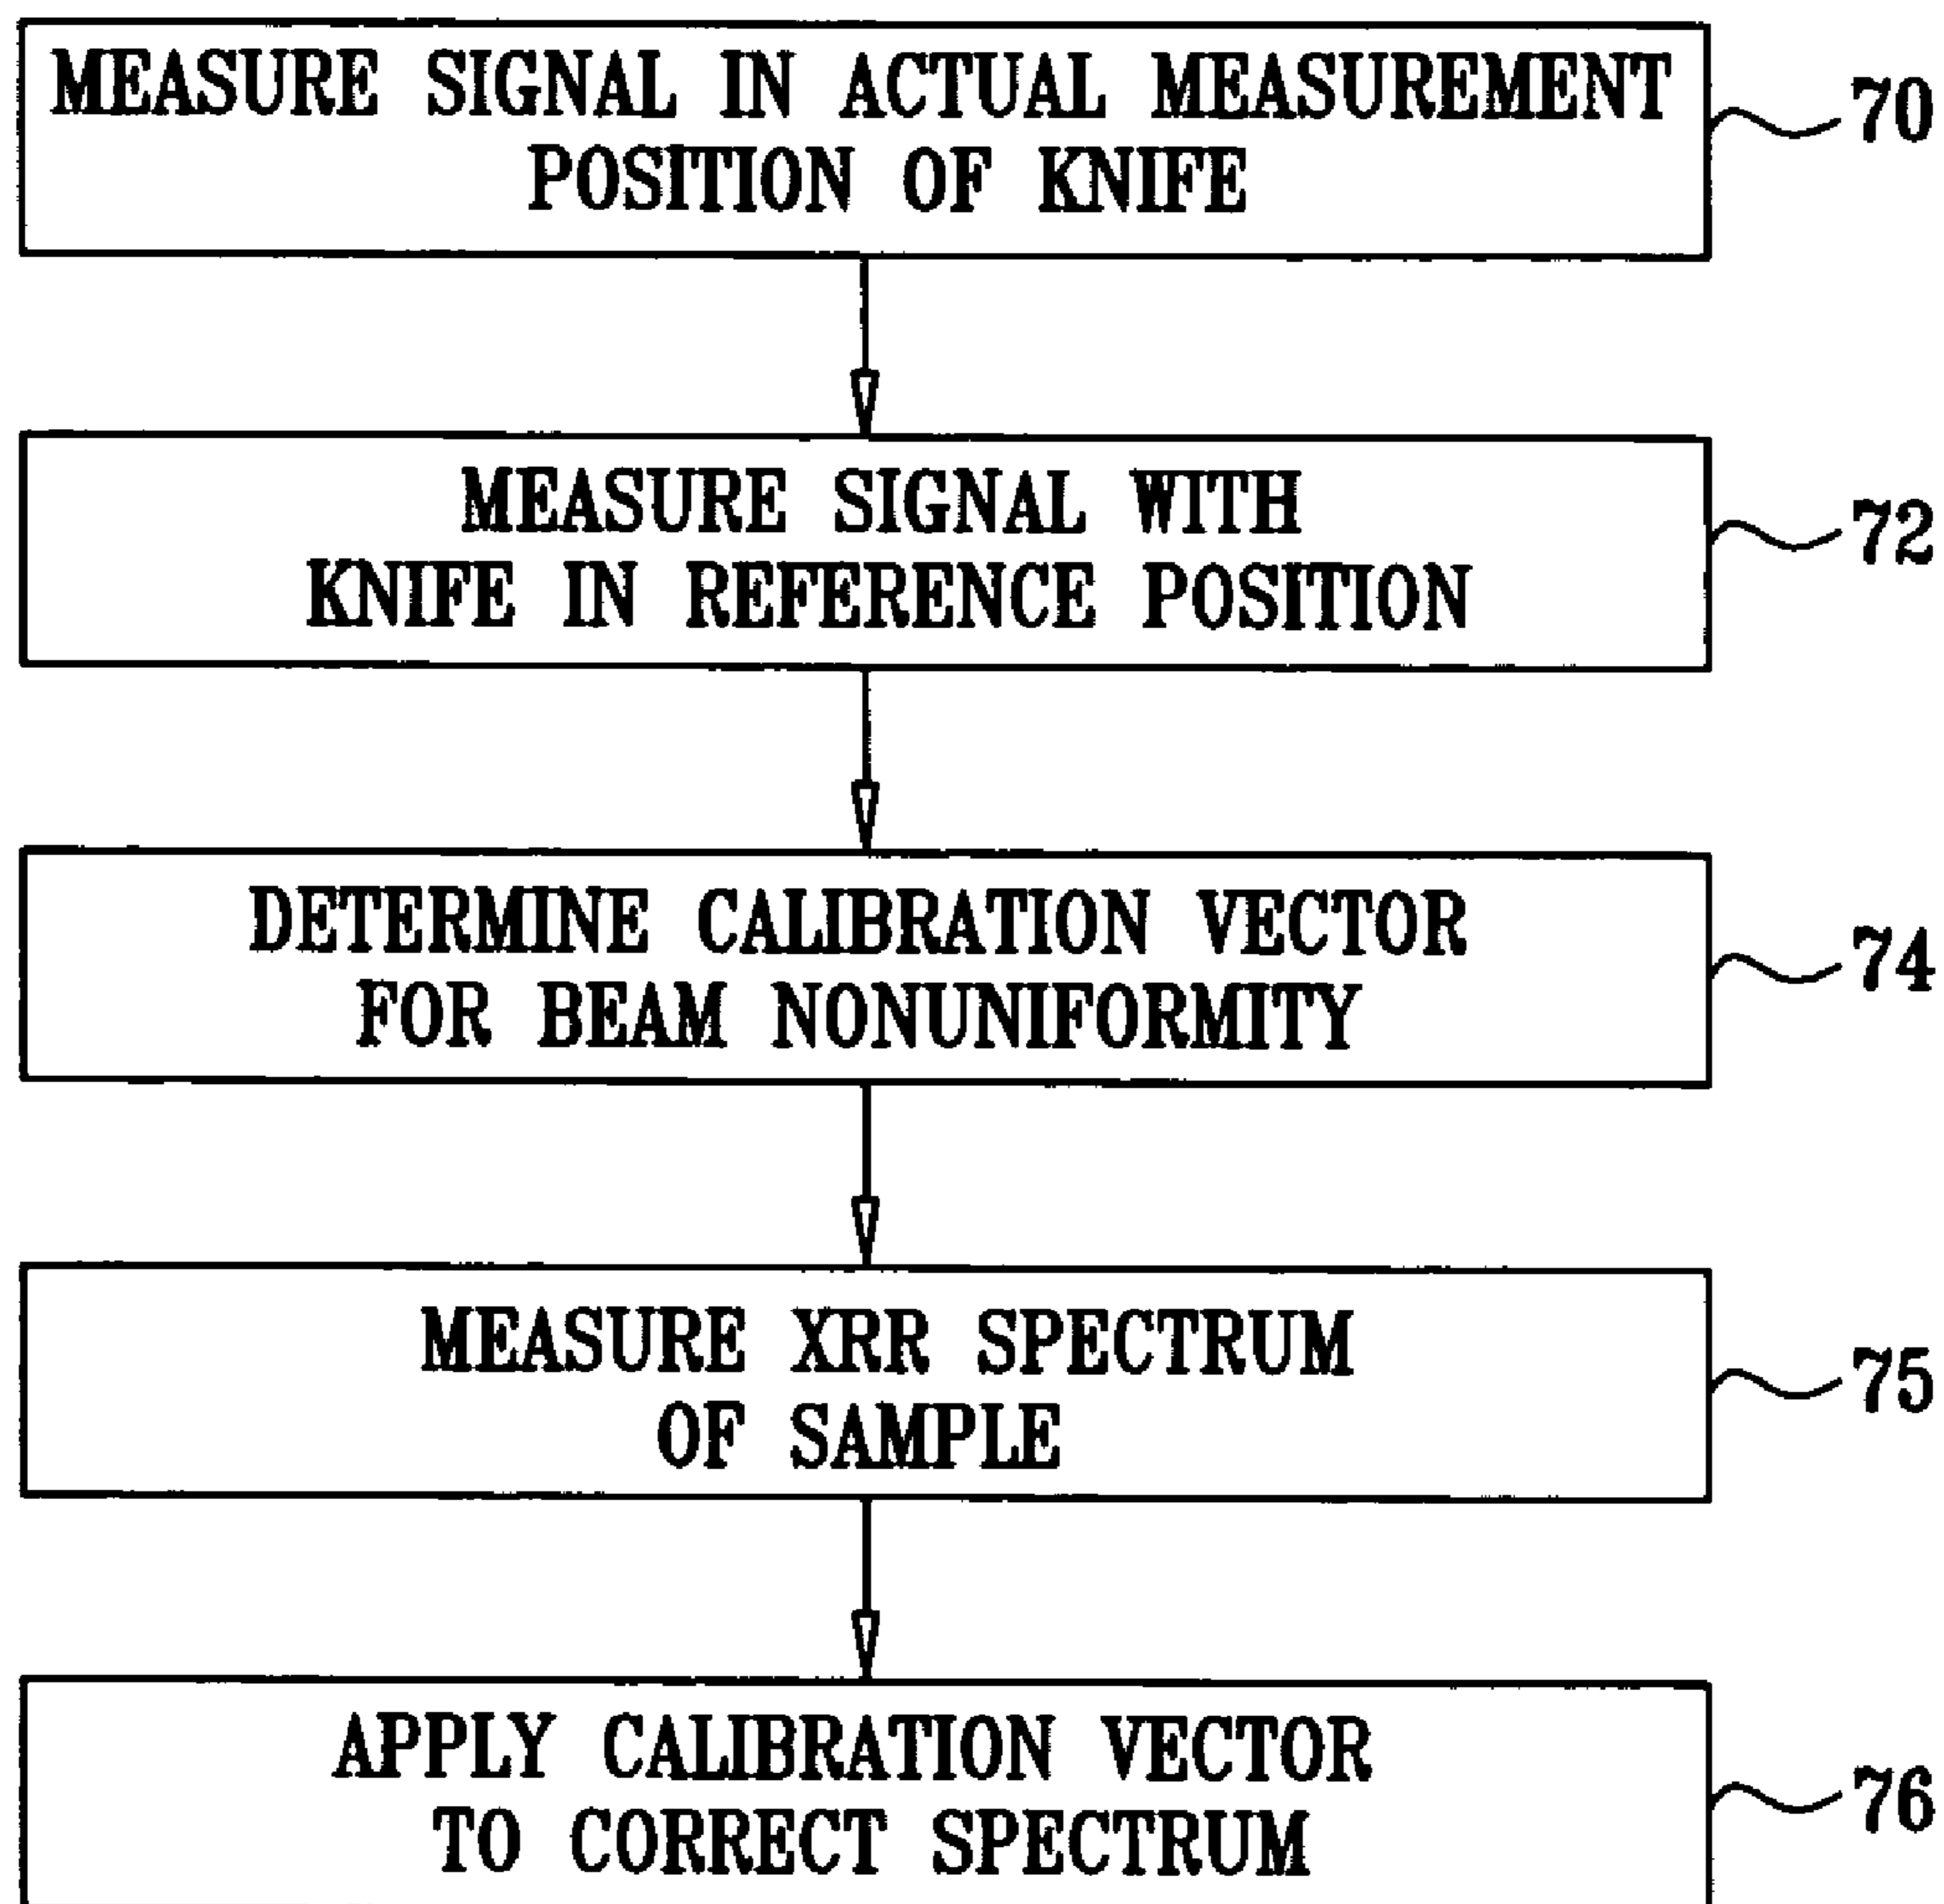 MEASURE SIGNAL IN ACTUAL MEASUREMENT
POSITION OF KNIFE
70
MEASURE SIGNAL WITH
KNIFE IN REFERENCE POSITION
72
DETERMINE CALIBRATION VECTOR
FOR BEAM NONUNIFORMITY
74
MEASURE XRR SPECTRUM
OF SAMPLE
75
APPLY CALIBRATION VECTOR
TO CORRECT SPECTRUM
76